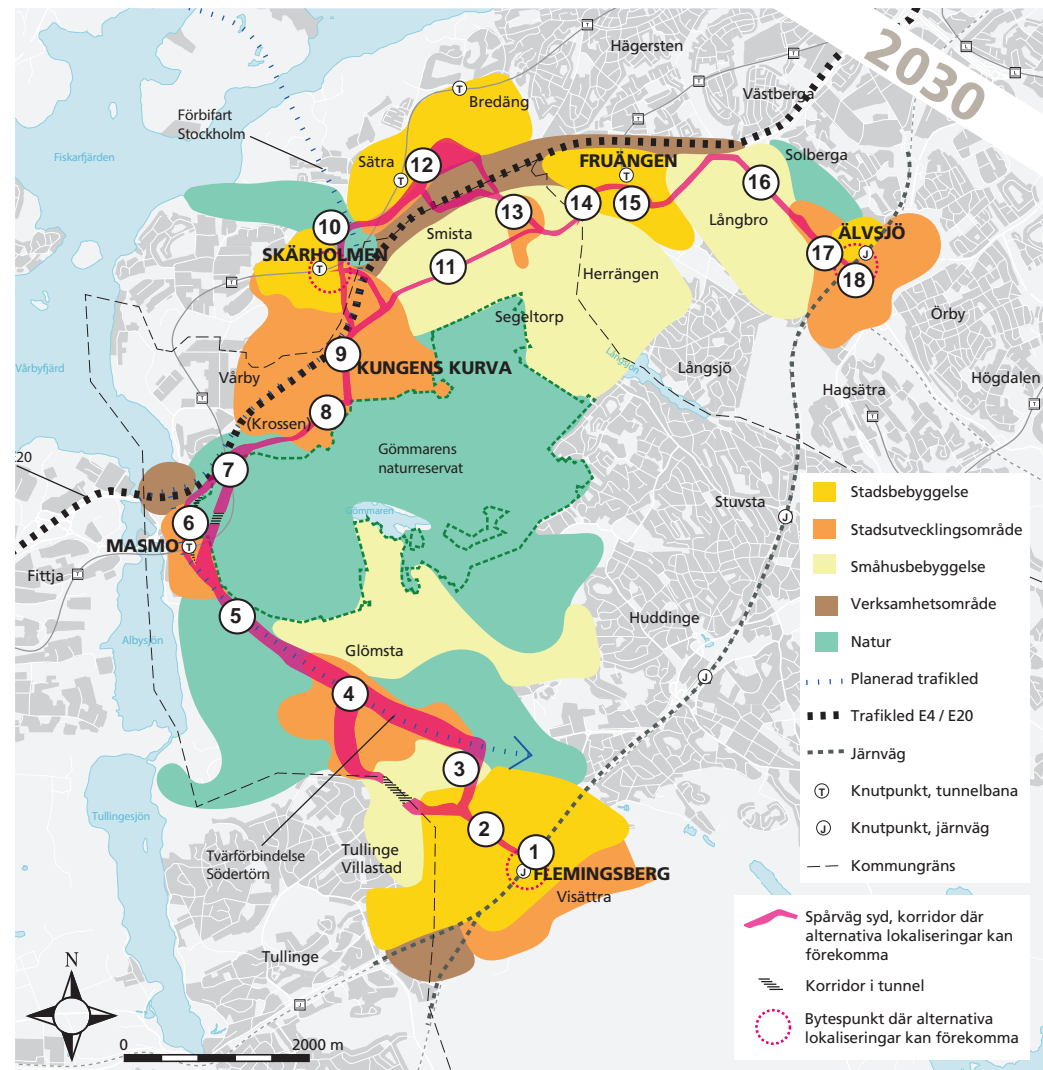 2030
Hägersten
Västberga
Bredäng
Förbifart
Stockholm
Fiskarfjärden
Sätra
FRUÄNGEN
Solberga
12
16
10
14
15
13
Långbro
SKÄRHOLMEN
Smista
ÄLVSJÖ
17
11
18
Herrängen
Örby
Segeltorp
9
Långsjön
Långsjö
Vårbyfjärd
Vårby
KUNGENS KURVA
Hagsätra
Högdalen
8
(Krossen)
Gömmarens
naturreservat
7
20
Stuvsta
Gömmaren
6
MASMO
Fittja
5
Huddinge
Albysjön
Glömsta
4
3
Tullingesjön
2
1
Tvärförbindelse
Södertörn
Tullinge
Villastad
FLEMINGSBERG
Visättra
Tullinge
N
0
2000 m
Stadsbebyggelse
Stadsutvecklingsområde
Småhusbebyggelse
Verksamhetsområde
Natur
Planerad trafikled
Trafikled E4 / E20
Järnväg
T Knutpunkt, tunnelbana
J Knutpunkt, järnväg
Kommungräns
Spårväg syd, korridor där
alternativa lokaliseringar kan
förekomma
Korridor i tunnel
Bytespunkt där alternativa
lokaliseringar kan förekomma